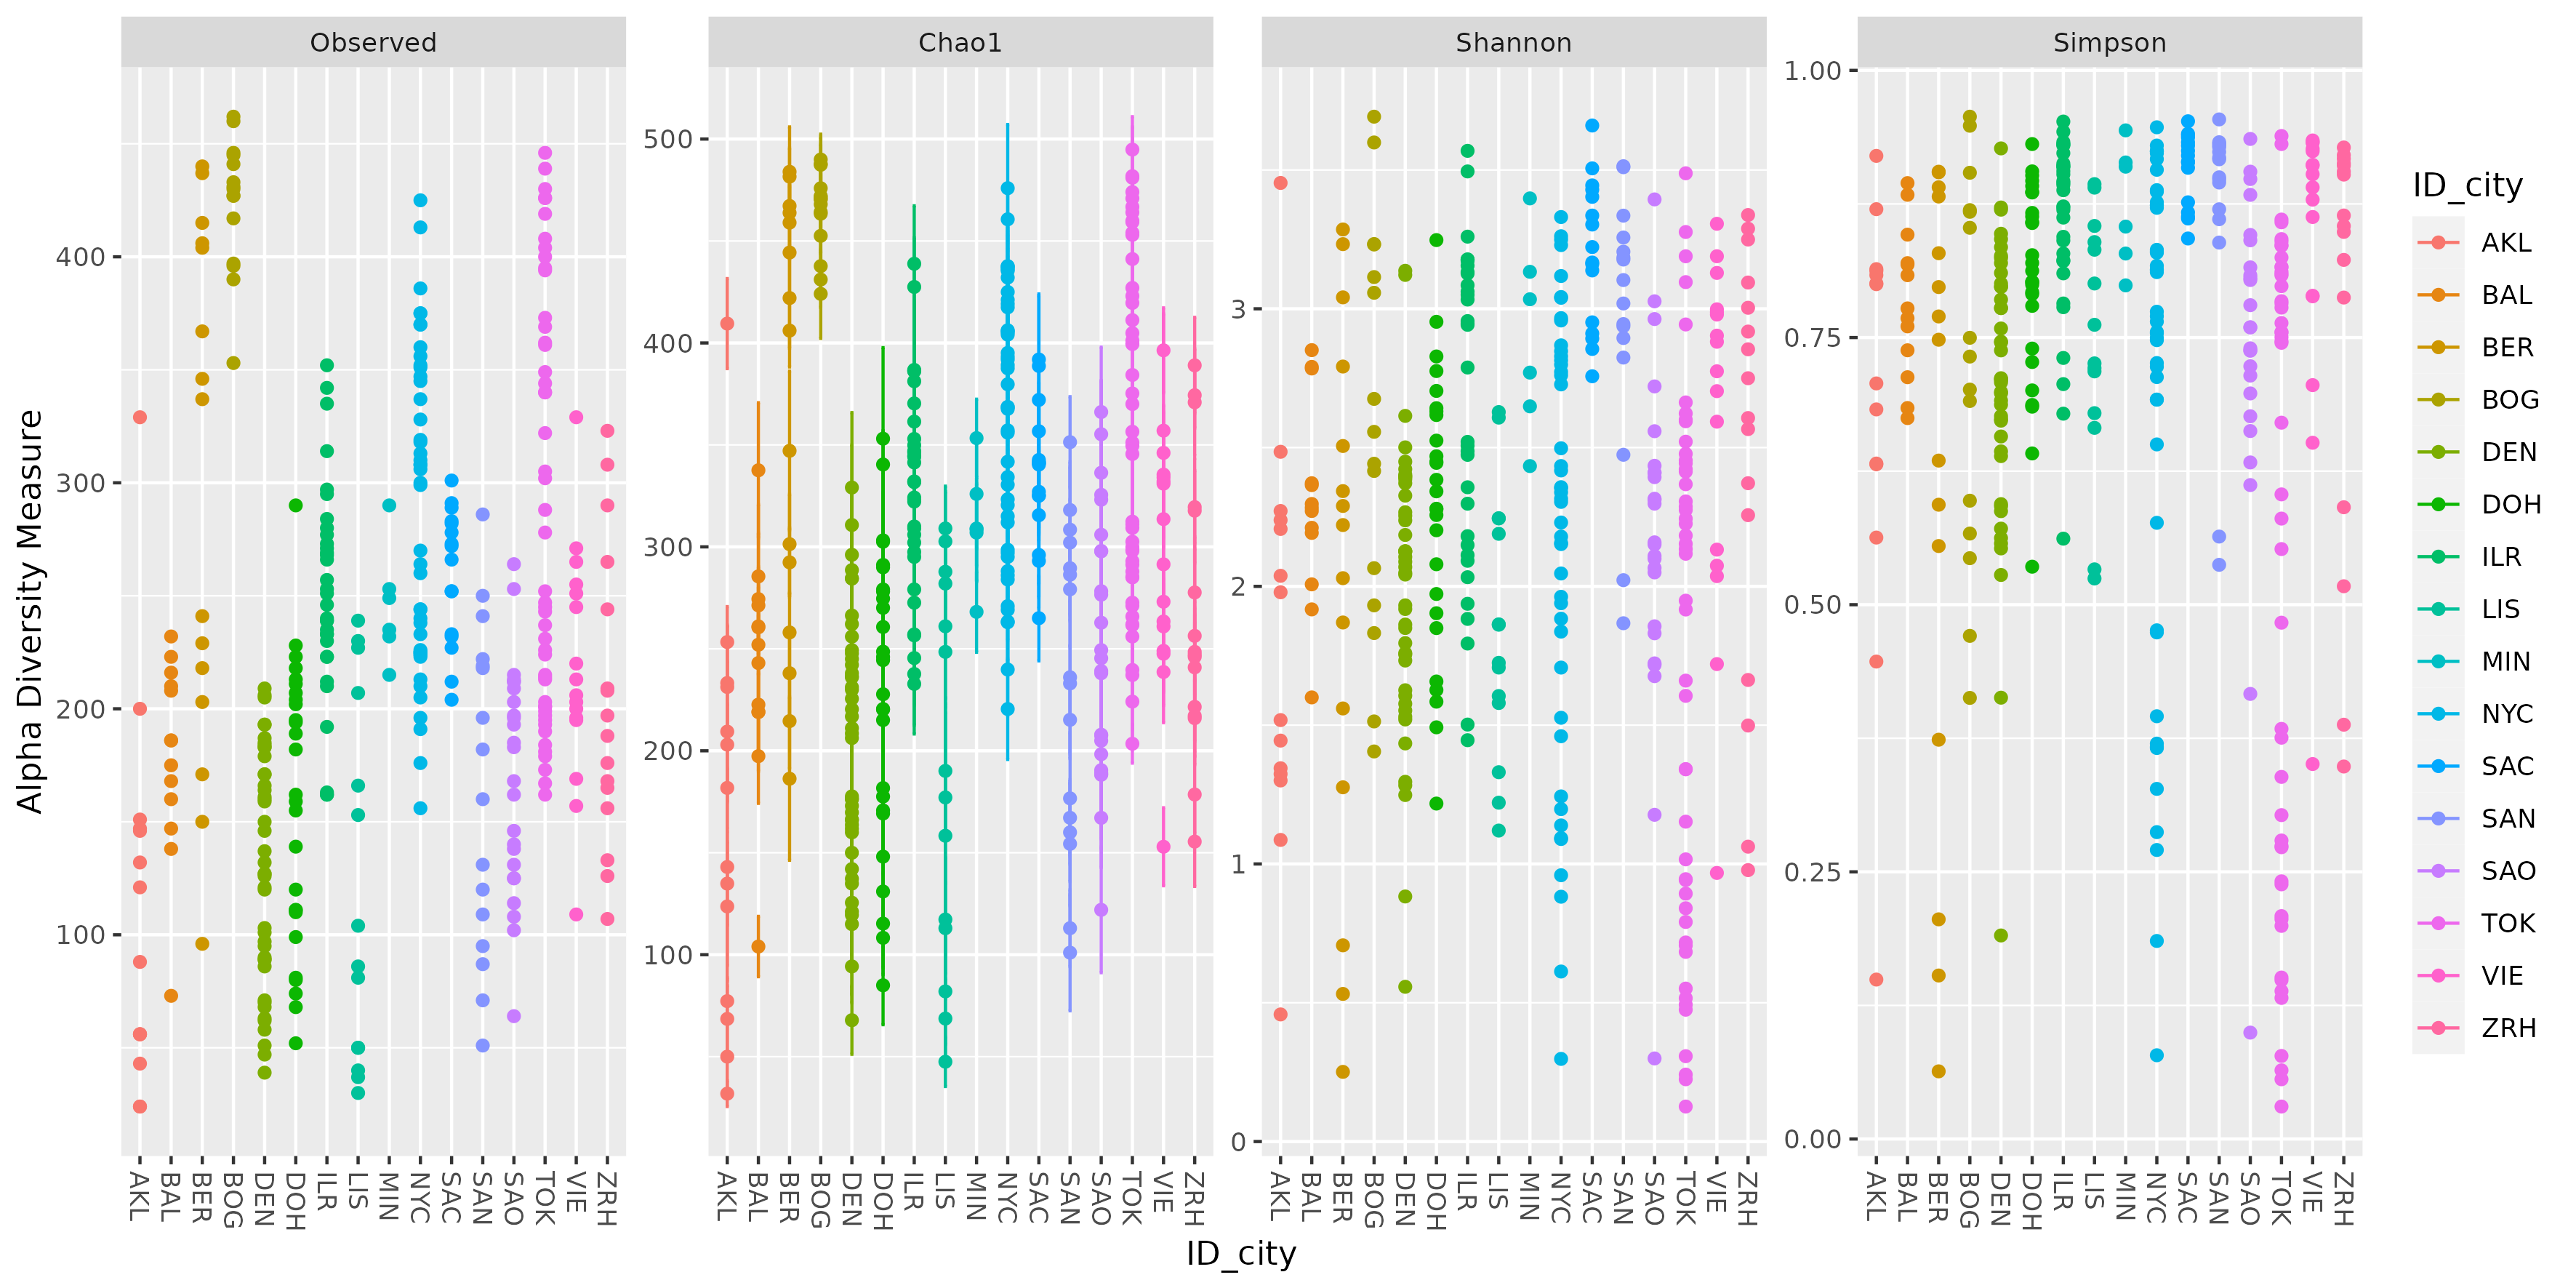 Observed
Chao1
Shannon
Simpson
Alpha Diversity Measure
400
300
200
100
500
400
300
200
100
3
2
1
0
1.00
0.75
0.50
0.25
0.00
AKL BAL BER BOG DEN DOH ILR LIS MIN NYC SAC SAN SAO TOK VIE ZRH
AKL BAL BER BOG DEN DOH ILR LIS MIN NYC SAC SAN SAO TOK VIE ZRH
AKL BAL BER BOG DEN DOH ILR LIS MIN NYC SAC SAN SAO TOK VIE ZRH
AKL BAL BER BOG DEN DOH ILR LIS MIN NYC SAC SAN SAO TOK VIE ZRH
ID_city
ID_city
AKL
BAL
BER
BOG
DEN
DOH
ILR
LIS
MIN
NYC
SAC
SAN
SAO
TOK
VIE
ZRH